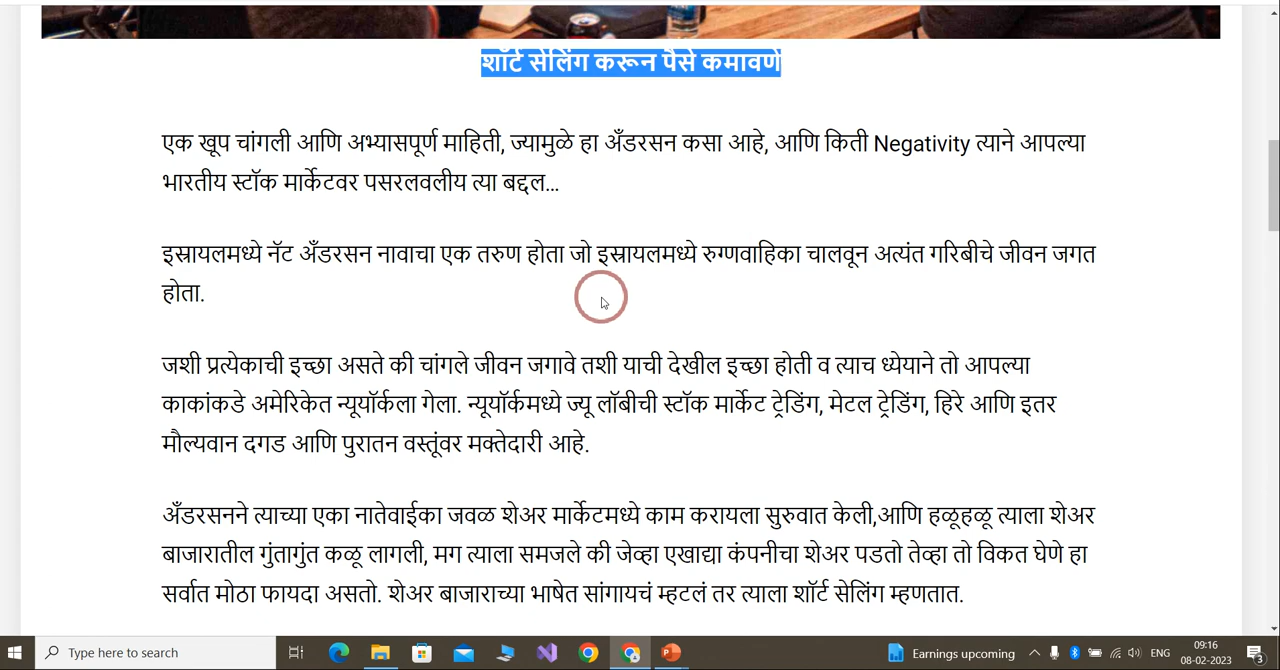 शॉर्ट सेलिंग करून पैसे कमावणे
एक खूप चांगली आणि अभ्यासपूर्ण माहिती, ज्यामुळे हा अँडरसन कसा आहे, आणि किती Negativity त्याने आपल्या
भारतीय स्टॉक मार्केटवर पसरलवलीय त्या बद्दल...
इस्रायलमध्ये नॅट अँडरसन नावाचा एक तरुण होता जो इस्रायलमध्ये रुग्णवाहिका चालवून अत्यंत गरिबीचे जीवन जगत
होता.
जशी प्रत्येकाची इच्छा असते की चांगले जीवन जगावे तशी याची देखील इच्छा होती व त्याच ध्येयाने तो आपल्या
काकांकडे अमेरिकेत न्यूयॉर्कला गेला. न्यूयॉर्कमध्ये ज्यू लॉबीची स्टॉक मार्केट ट्रेडिंग, मेटल ट्रेडिंग, हिरे आणि इतर
मौल्यवान दगड आणि पुरातन वस्तूंवर मक्तेदारी आहे.
अँडरसनने त्याच्या एका नातेवाईका जवळ शेअर मार्केटमध्ये काम करायला सुरुवात केली,आणि हळूहळू त्याला शेअर
बाजारातील गुंतागुंत कळू लागली, मग त्याला समजले की जेव्हा एखाद्या कंपनीचा शेअर पडतो तेव्हा तो विकत घेणे हा
सर्वात मोठा फायदा असतो. शेअर बाजाराच्या भाषेत सांगायचं म्हटलं तर त्याला शॉर्ट सेलिंग म्हणतात.
Type here to search
Earnings upcoming
ENG
09:16
08-02-2023
3